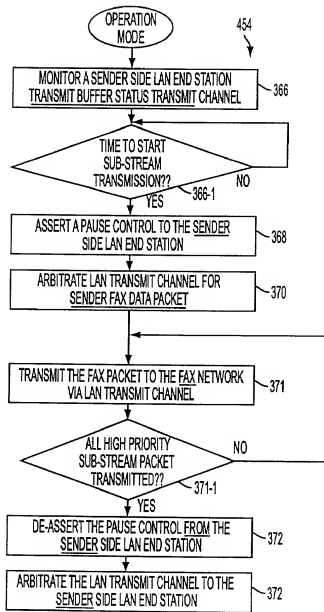 OPERATION
MODE
454
MONITOR A SENDER SIDE LAN END STATION
TRANSMIT BUFFER STATUS TRANSMIT CHANNEL
366
TIME TO START
SUB-STREAM
TRANSMISSION??
NO
366-1
YES
ASSERT A PAUSE CONTROL TO THE SENDER
SIDE LAN END STATION
368
ARBITRATE LAN TRANSMIT CHANNEL FOR
SENDER FAX DATA PACKET
370
TRANSMIT THE FAX PACKET TO THE FAX NETWORK
VIA LAN TRANSMIT CHANNEL
371
ALL HIGH PRIORITY
SUB-STREAM PACKET
TRANSMITTED??
NO
371-1
YES
DE-ASSERT THE PAUSE CONTROL FROM THE
SENDER SIDE LAN END STATION
372
ARBITRATE THE LAN TRANSMIT CHANNEL TO THE
SENDER SIDE LAN END STATION
372